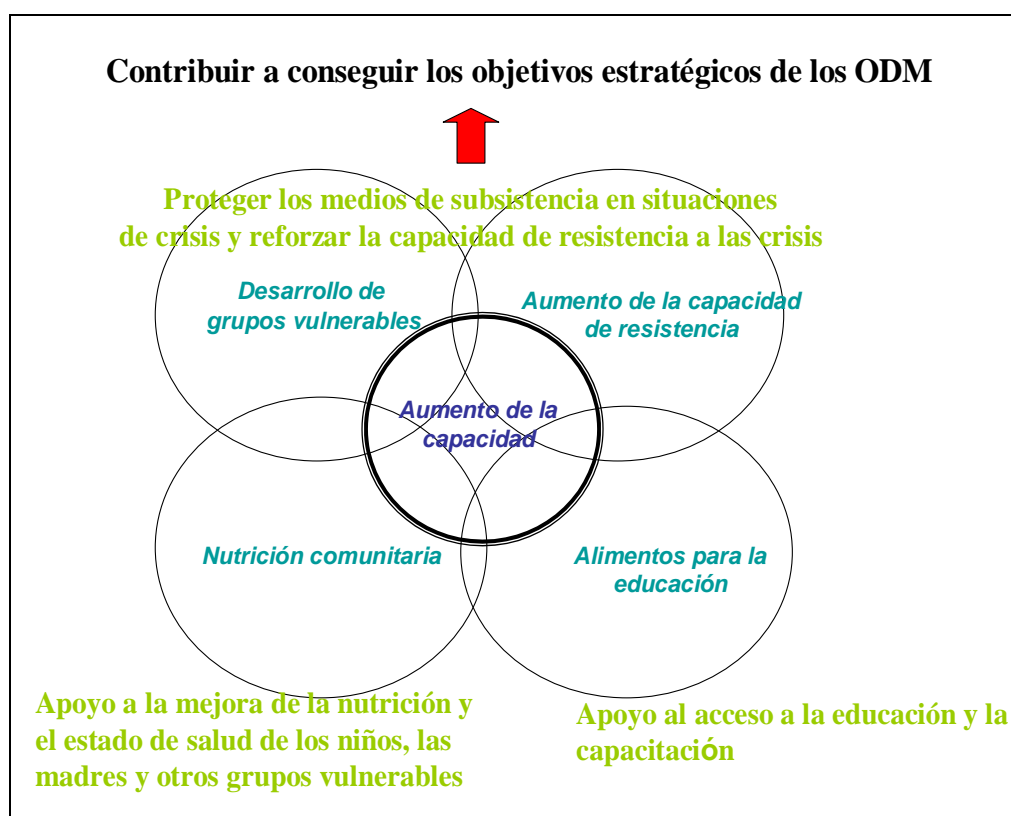 Contribuir a conseguir los objetivos estratégicos de los ODM
Proteger los medios de subsistencia en situaciones
de crisis y reforzar la capacidad de resistencia a las crisis
Desarrollo de
grupos vulnerables
Aumento de la capacidad
de resistencia
Aumento de la
capacidad
Nutrición comunitaria
Alimentos para la
educación
Apoyo a la mejora de la nutrición y
el estado de salud de los niños, las
madres y otros grupos vulnerables
Apoyo al acceso a la educación y la
capacitación